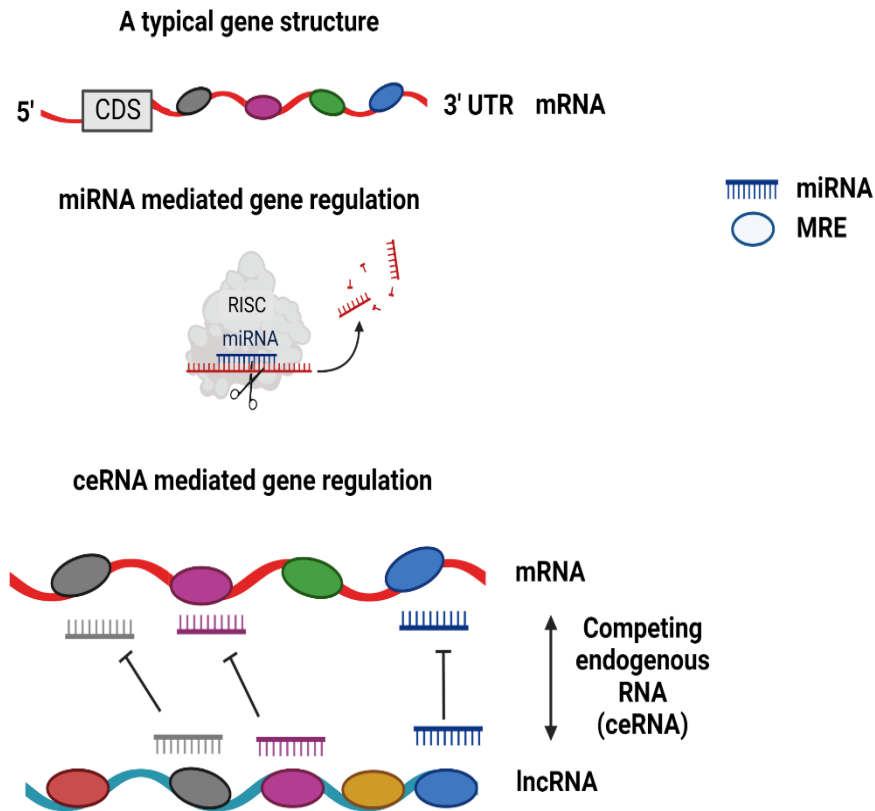 A typical gene structure
5' CDS 3' UTR mRNA
miRNA mediated gene regulation
miRNA
MRE
RISC
miRNA
ceRNA mediated gene regulation
mRNA
Competing
endogenous
RNA
(ceRNA)
lncRNA